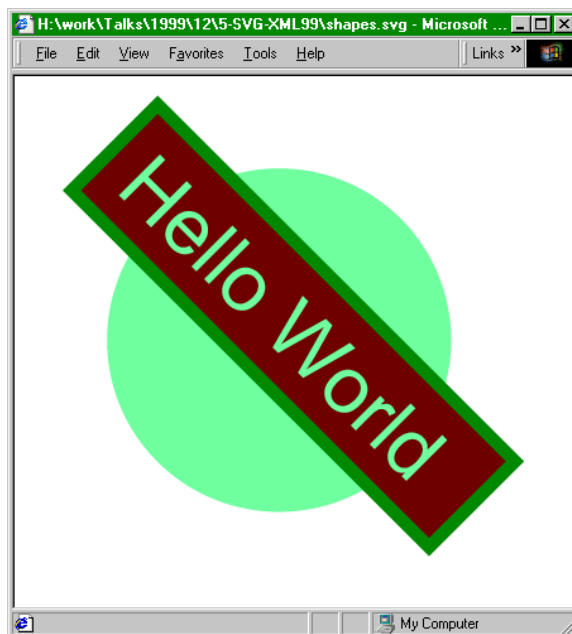 H:\work\Talks\1999\12\5-SVG-XML99\shapes.svg - Microsoft ...
File Edit View Favorites Tools Help Links »
Hello World
My Computer